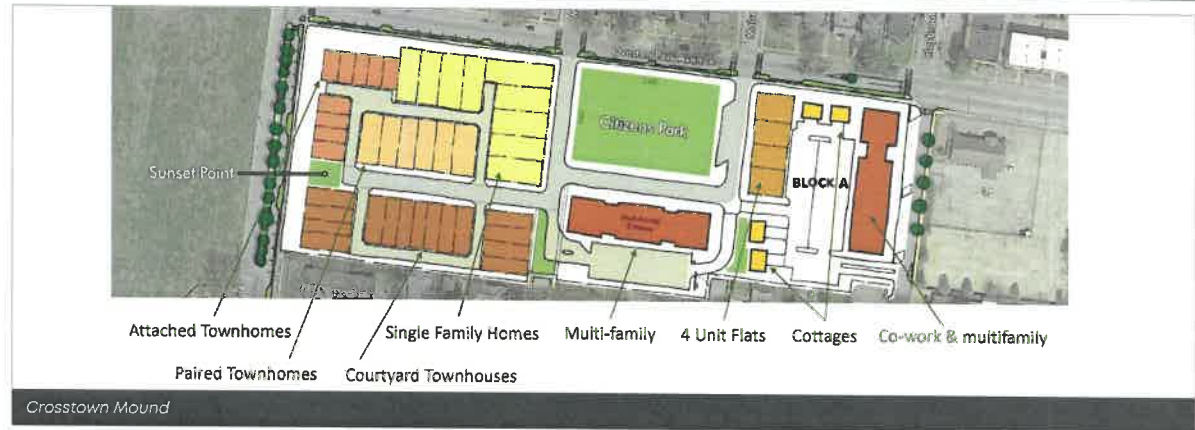 Citizens Park
Sunset Point
BLOCK A
Attached Townhomes
Single Family Homes
Multi-family
4 Unit Flats
Cottages
Co-work & multifamily
Paired Townhomes
Courtyard Townhouses
Crosstown Mound